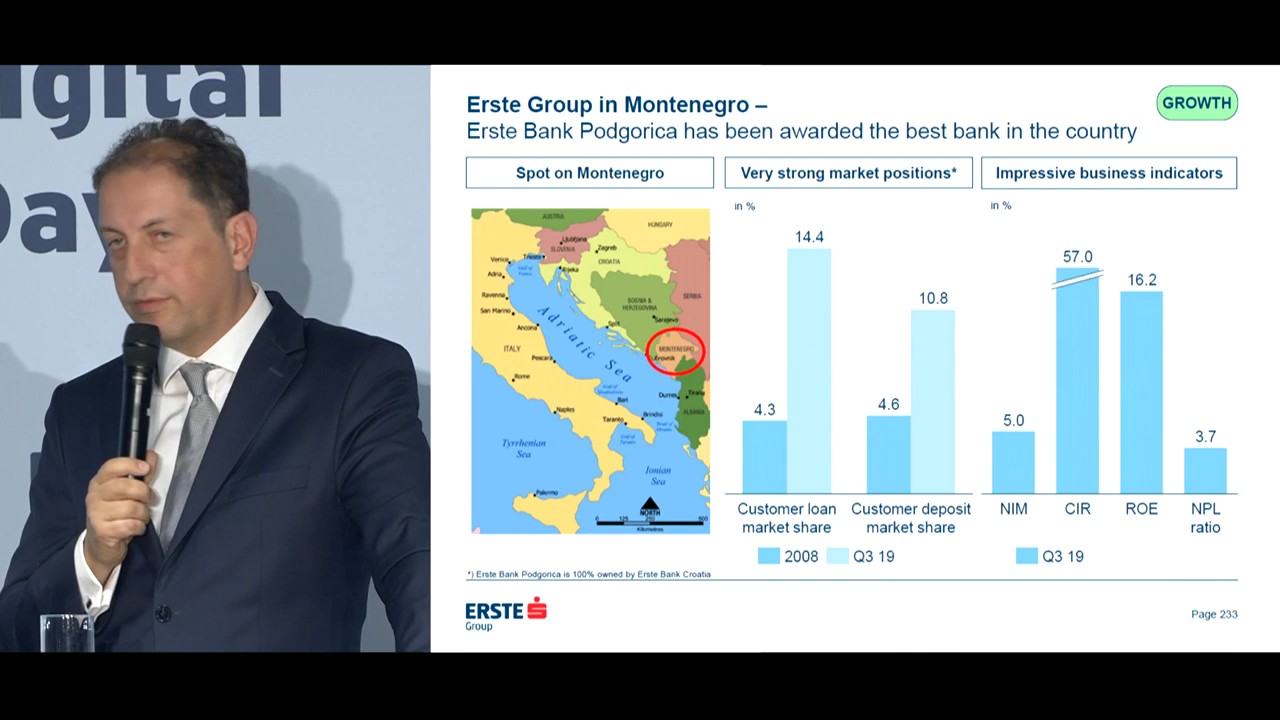 igital
Day
Erste Group in Montenegro –
Erste Bank Podgorica has been awarded the best bank in the country
GROWTH
Spot on Montenegro
Very strong market positions*
Impressive business indicators
AUSTRIA
HUNGARY
Ljubljana
SLOVENIA
Zagreb
Venice
Trieste
CROATIA
Rijeka
Adria
Ravenna
BOSNIA &
HERZEGOVINA
SERBIA
San Marino
Sarajevo
Ancona
Split
Adriatic Sea
ITALY
MONTENEGRO
Pescara
Rome
Durres
Tirana
Bari
ALBANIA
Naples
Taranto
Brindisi
Tyrrhenian
Sea
Ionian
Sea
Palermo
NORTH
0 125 250 500
Kilometres
in %
14.4
10.8
4.3
4.6
Customer loan
market share
Customer deposit
market share
2008
Q3 19
in %
57.0
16.2
5.0
3.7
NIM
CIR
ROE
NPL
ratio
Q3 19
*) Erste Bank Podgorica is 100% owned by Erste Bank Croatia
ERSTE
Group
Page 233